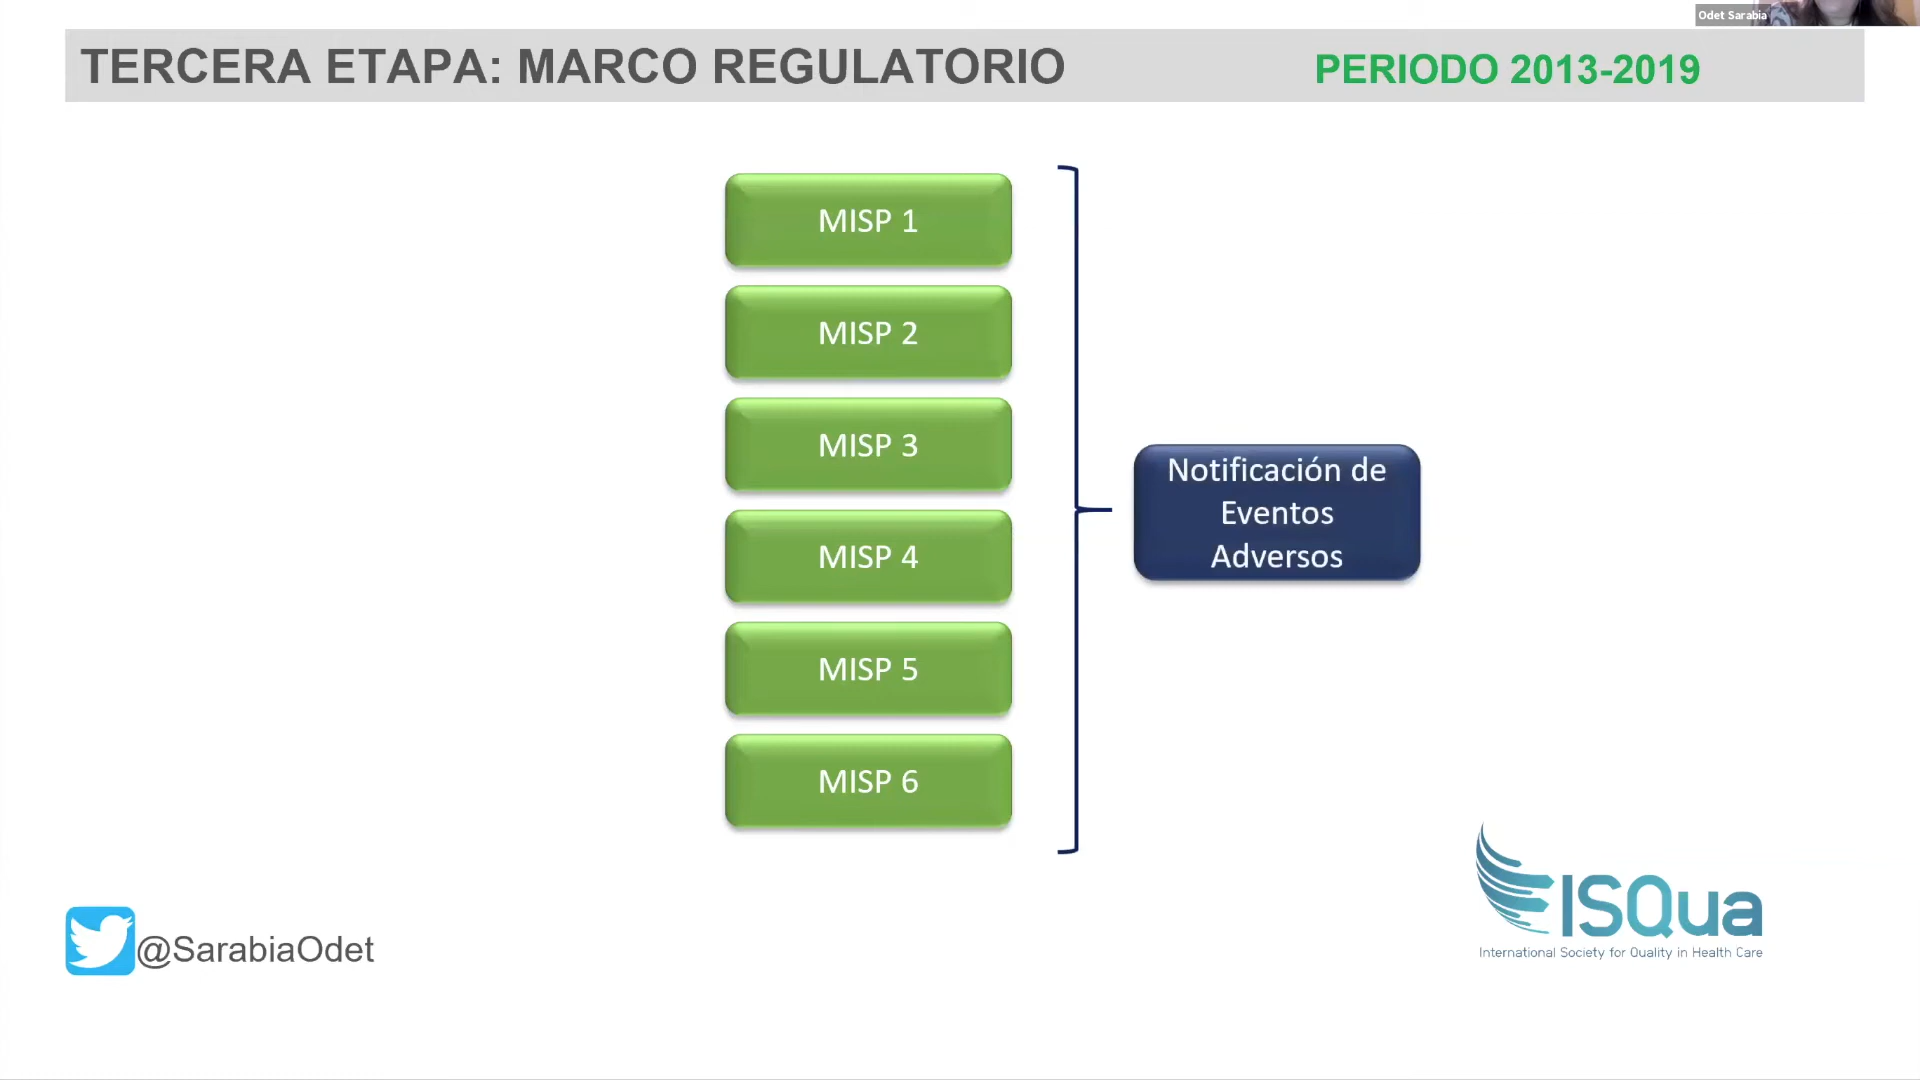 Odet Sarabia
TERCERA ETAPA: MARCO REGULATORIO
PERIODO 2013-2019
MISP 1
MISP 2
MISP 3
MISP 4
MISP 5
MISP 6
Notificación de
Eventos
Adversos
@SarabiaOdet
ISQua
International Society for Quality in Health Care